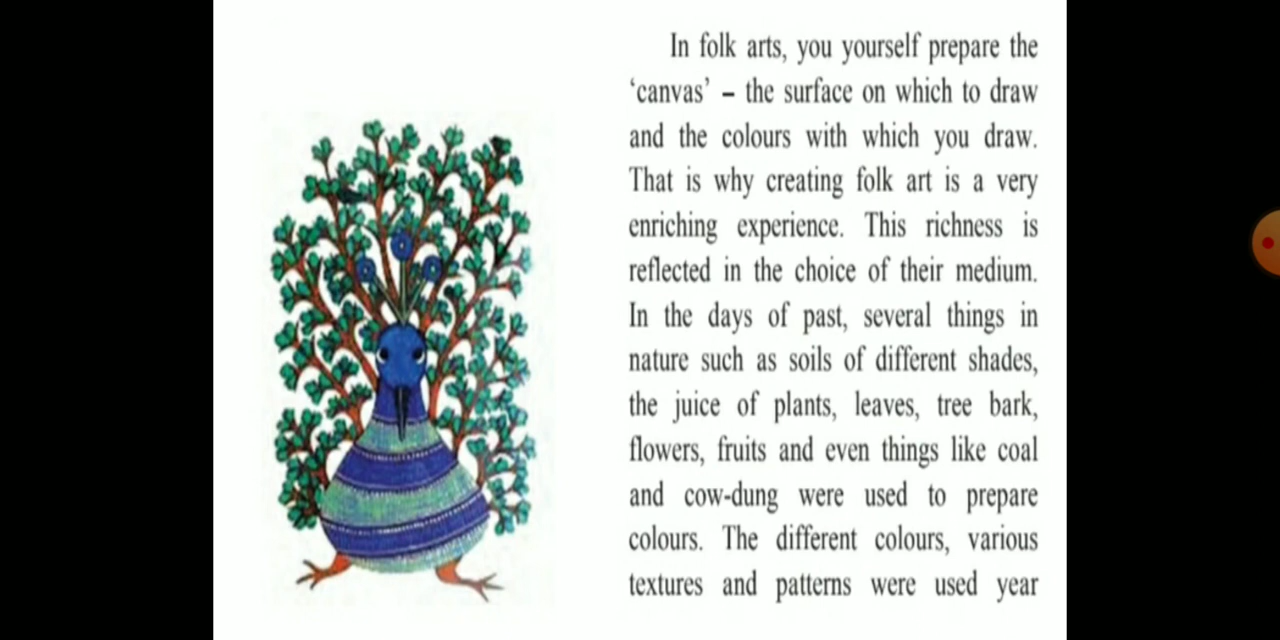 In folk arts, you yourself prepare the
‘canvas’ – the surface on which to draw
and the colours with which you draw.
That is why creating folk art is a very
enriching experience. This richness is
reflected in the choice of their medium.
In the days of past, several things in
nature such as soils of different shades,
the juice of plants, leaves, tree bark,
flowers, fruits and even things like coal
and cow-dung were used to prepare
colours. The different colours, various
textures and patterns were used year